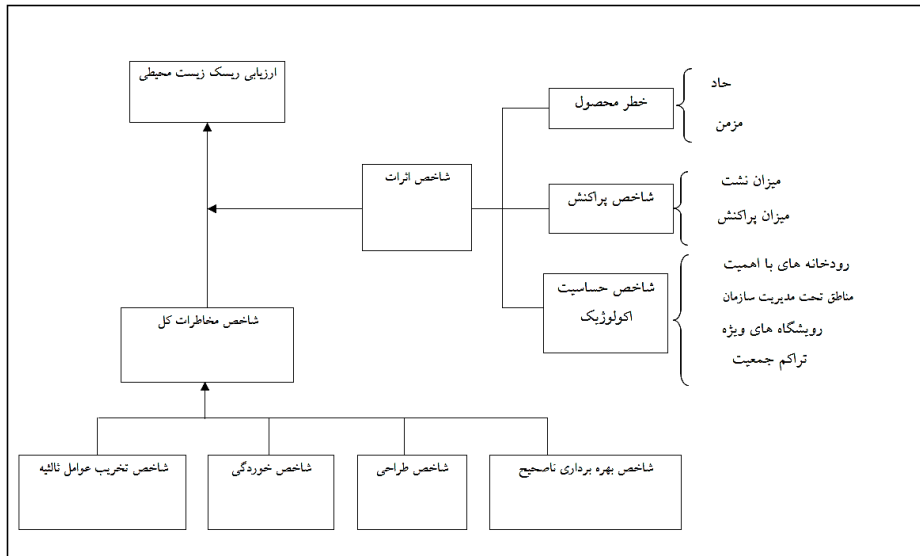 ارزیابی ریسک زیست محیطی
خطر محصول
حاد
مزمن
شاخص اثرات
شاخص پراکنش
میزان نشت
میزان پراکنش
شاخص حساسیت
اکولوژیک
رودخانه های با اهمیت
مناطق تحت مدیریت سازمان
رویشگاه های ویژه
تراکم جمعیت
شاخص مخاطرات کل
شاخص بهره برداری ناصحیح
شاخص طراحی
شاخص خوردگی
شاخص تخریب عوامل ثالثیه